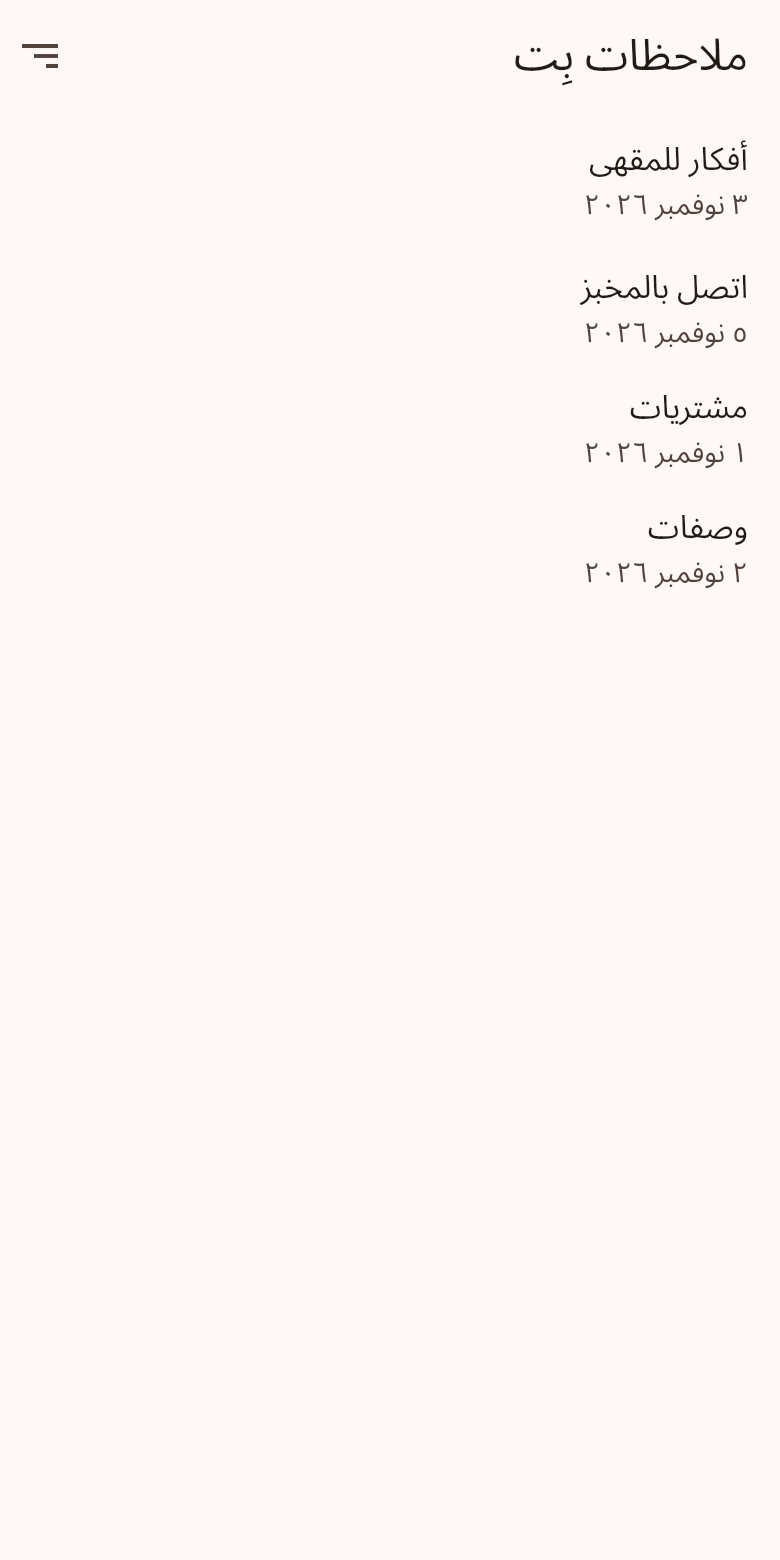 ملاحظات بِت
أفكار للمقهى
٣ نوفمبر ٢٠٢٦
اتصل بالمخبز
٥ نوفمبر ٢٠٢٦
مشتريات
١ نوفمبر ٢٠٢٦
وصفات
٢ نوفمبر ٢٠٢٦